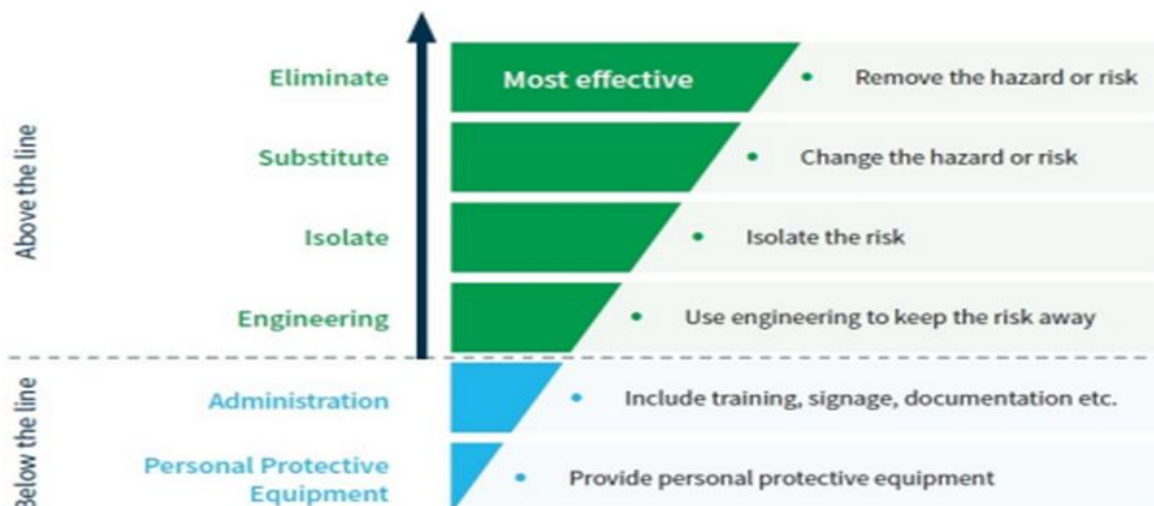 Above the line
Eliminate
Most effective
• Remove the hazard or risk
Substitute
• Change the hazard or risk
Isolate
• Isolate the risk
Engineering
• Use engineering to keep the risk away
Below the line
Administration
• Include training, signage, documentation etc.
Personal Protective
Equipment
• Provide personal protective equipment